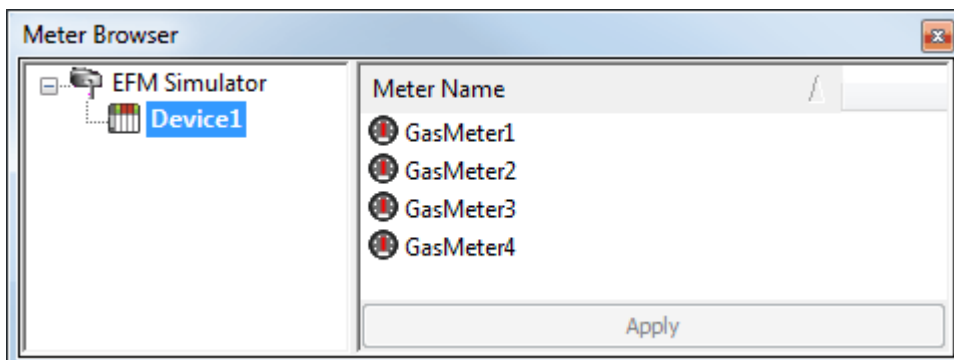 Meter Browser
EFM Simulator
Device1
Meter Name
GasMeter1
GasMeter2
GasMeter3
GasMeter4
Apply